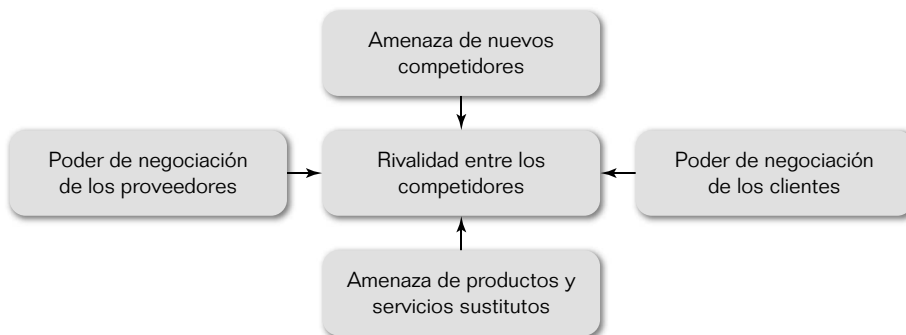 Amenaza de nuevos
competidores
Poder de negociación
de los proveedores
Rivalidad entre los
competidores
Poder de negociación
de los clientes
Amenaza de productos y
servicios sustitutos